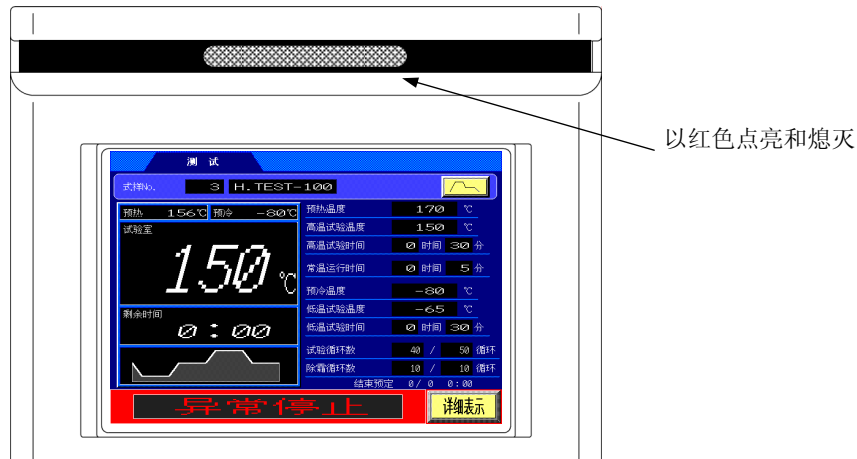 以红色点亮和熄灭
测 试
式样No. 3 H.TEST-100
预热 156℃ 预冷 -80℃
试验室
150℃
剩余时间
0:00
预热温度 170 ℃
高温试验温度 150 ℃
高温试验时间 0 时间 30 分
常温运行时间 0 时间 5 分
预冷温度 -80 ℃
低温试验温度 -65 ℃
低温试验时间 0 时间 30 分
试验循环数 40 / 50 循环
除霜循环数 10 / 10 循环
结束预定 0/ 0 0:00
异常停止
详细表示